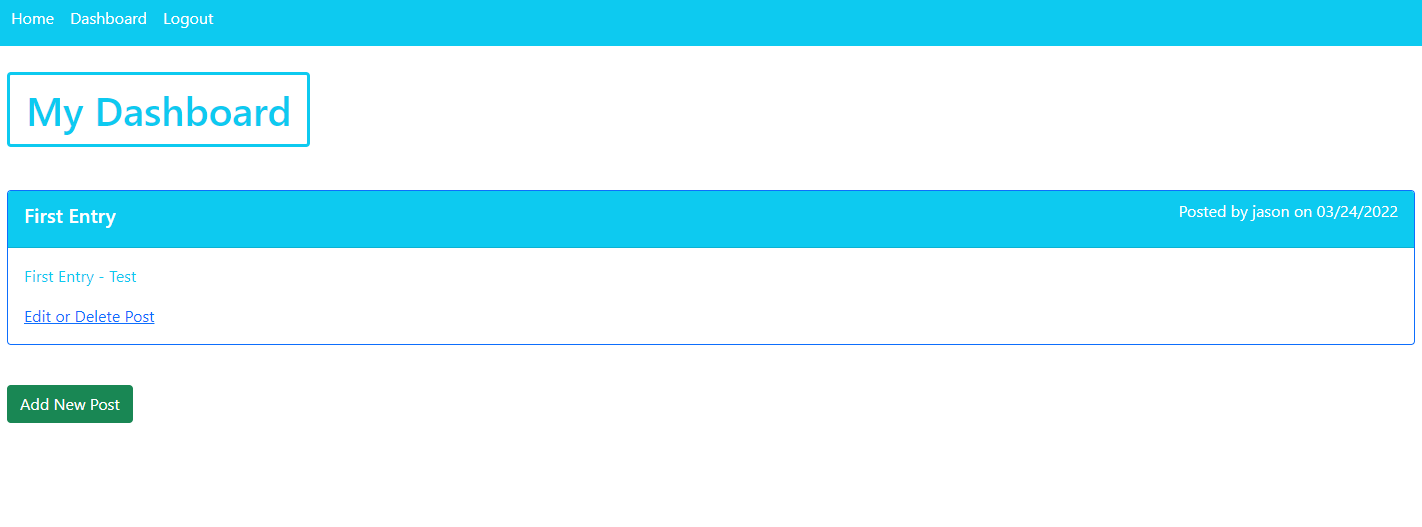 Home Dashboard Logout
My Dashboard
First Entry Posted by jason on 03/24/2022
First Entry - Test
Edit or Delete Post
Add New Post